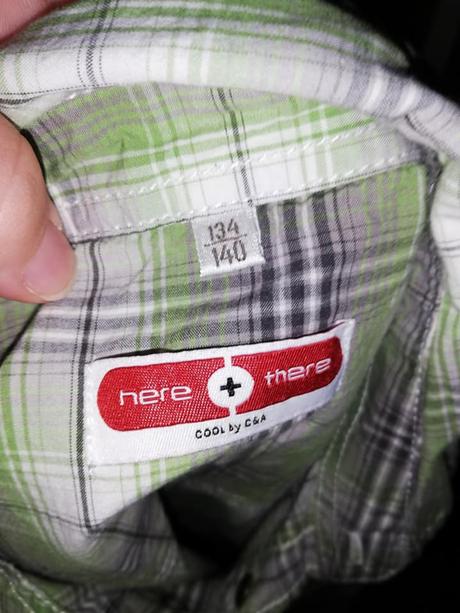 134
140
here + there
COOL by C&A